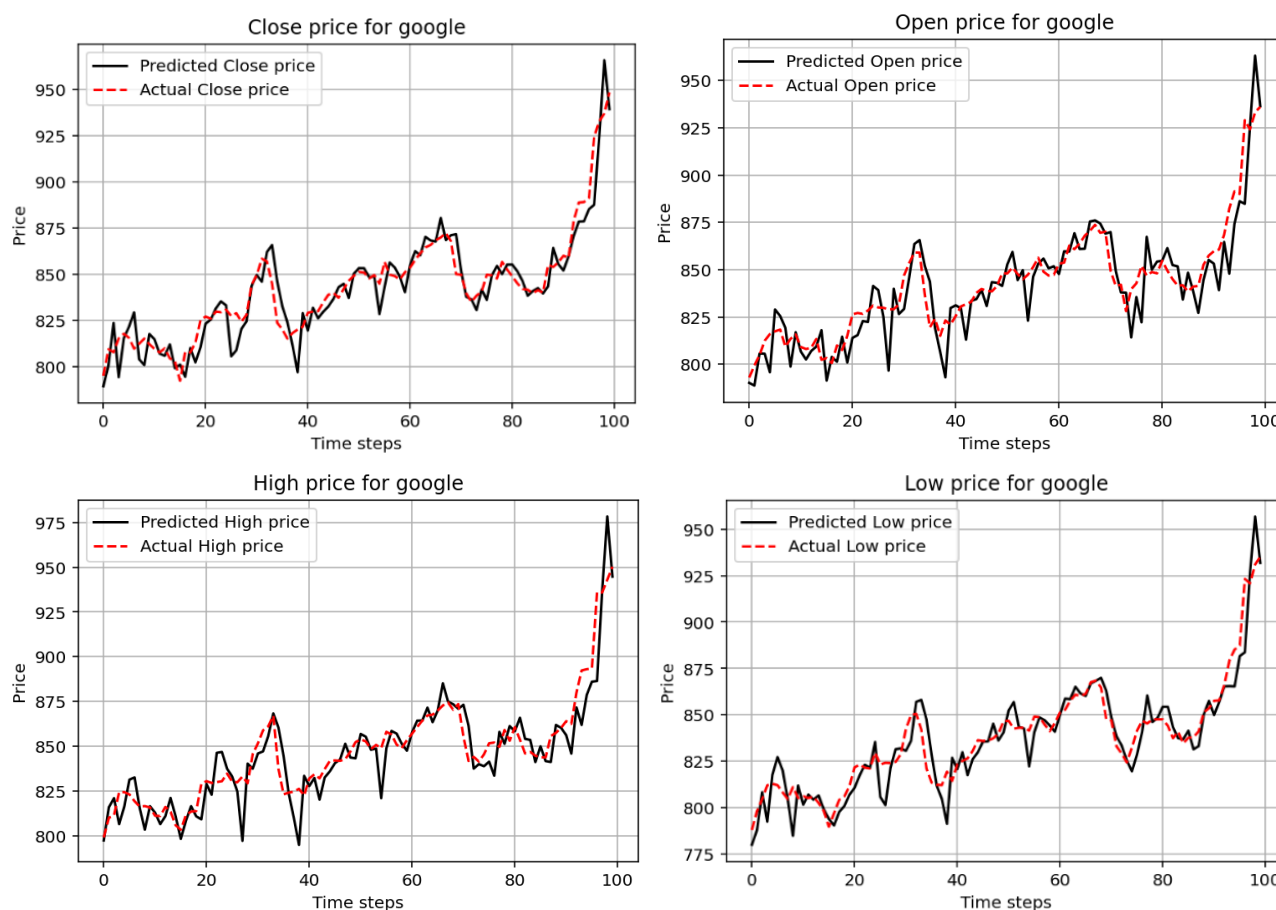 Close price for google
Predicted Close price
Actual Close price
950
925
900
875
850
825
800
Price
0 20 40 60 80 100
Time steps
Open price for google
Predicted Open price
Actual Open price
950
925
900
875
850
825
800
Price
0 20 40 60 80 100
Time steps
High price for google
Predicted High price
Actual High price
975
950
925
900
875
850
825
800
Price
0 20 40 60 80 100
Time steps
Low price for google
Predicted Low price
Actual Low price
950
925
900
875
850
825
800
775
Price
0 20 40 60 80 100
Time steps